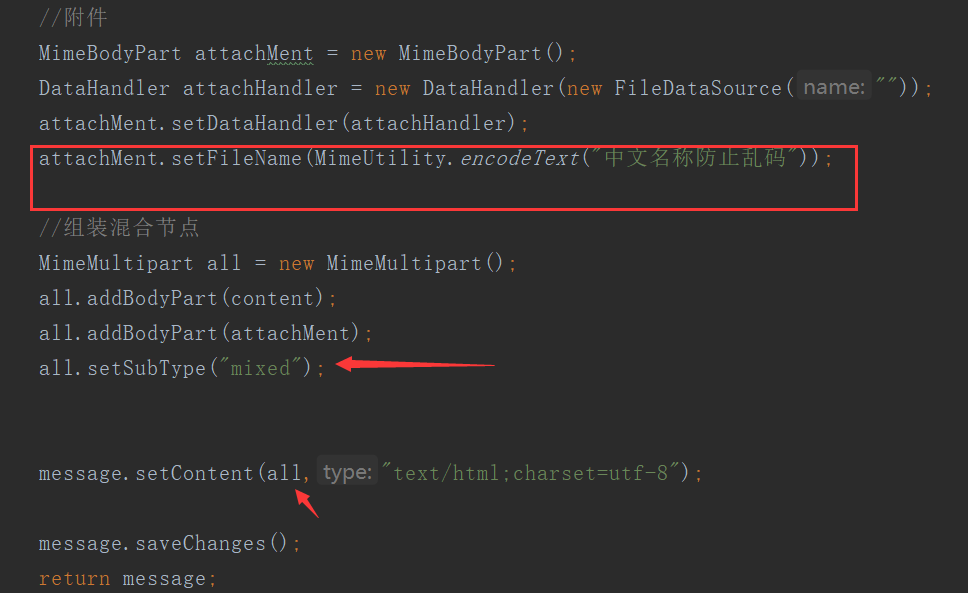 //附件
MimeBodyPart attachMent = new MimeBodyPart();
DataHandler attachHandler = new DataHandler(new FileDataSource( name: ""));
attachMent.setDataHandler(attachHandler);
attachMent.setFileName(MimeUtility.encodeText("中文名称防止乱码"));
//组装混合节点
MimeMultipart all = new MimeMultipart();
all.addBodyPart(content);
all.addBodyPart(attachMent);
all.setSubType("mixed");
message.setContent(all, type: "text/html;charset=utf-8");
message.saveChanges();
return message;